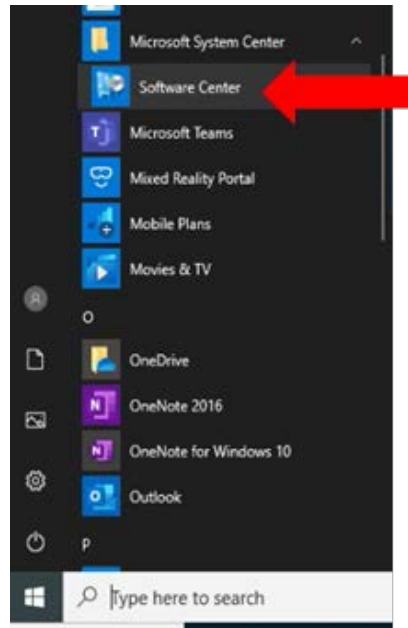 Microsoft System Center
Software Center
Microsoft Teams
Mixed Reality Portal
Mobile Plans
Movies & TV
O
OneDrive
OneNote 2016
OneNote for Windows 10
Outlook
P
Type here to search